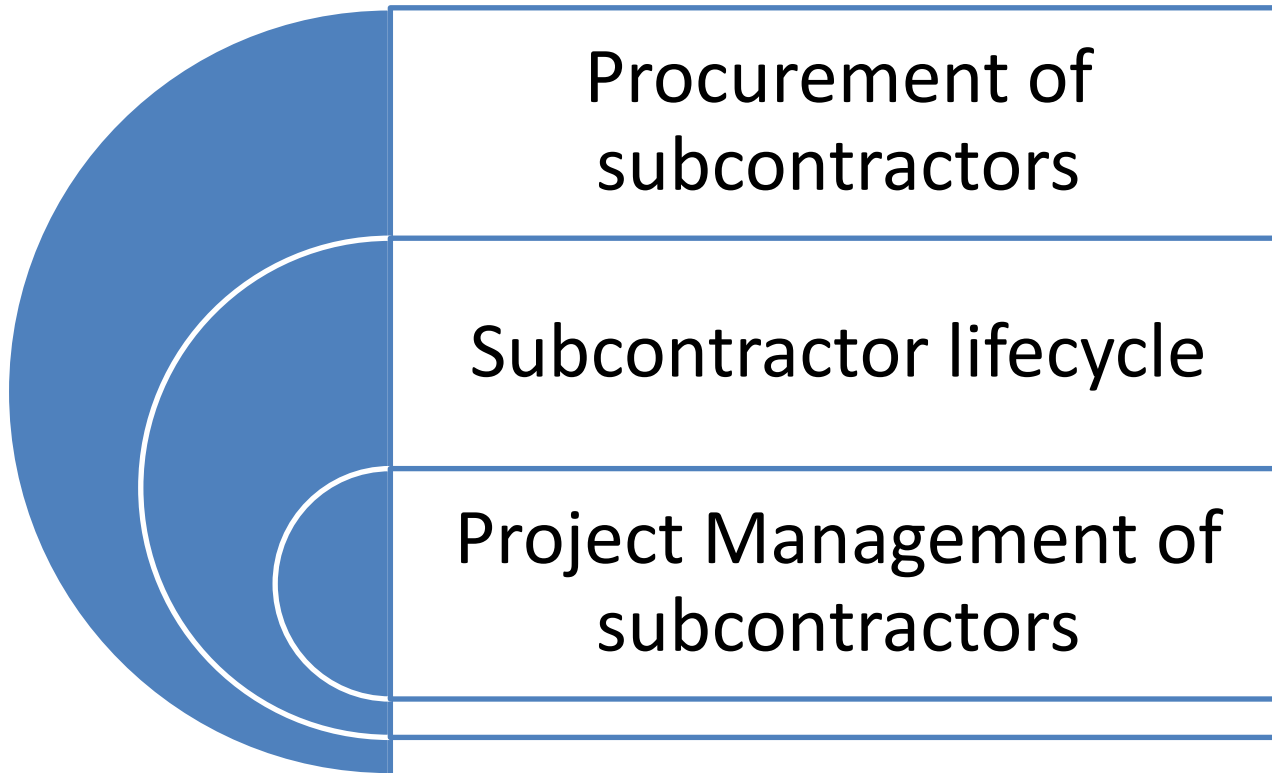 Procurement of
subcontractors
Subcontractor lifecycle
Project Management of
subcontractors